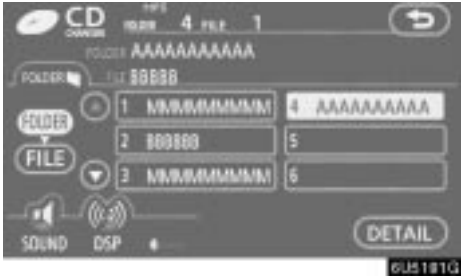 CD
CHANGER
MP3
FOLDER 4 FILE 1
FOLDER AAAAAAAAAAA
FOLDER
FILE BBBBB
1 MMMMMMMMM
4 AAAAAAAAAA
FOLDER
2 BBBBBB
5
FILE
3 MMMMMMMMM
6
SOUND
DSP
DETAIL
6U5181G